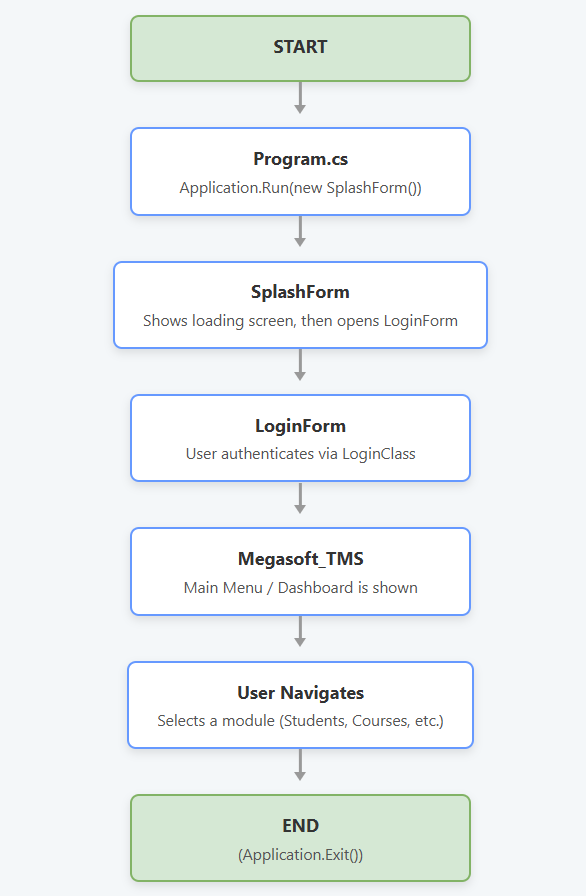 START
Program.cs
Application.Run(new SplashForm())
SplashForm
Shows loading screen, then opens LoginForm
LoginForm
User authenticates via LoginClass
Megasoft_TMS
Main Menu / Dashboard is shown
User Navigates
Selects a module (Students, Courses, etc.)
END
(Application.Exit())